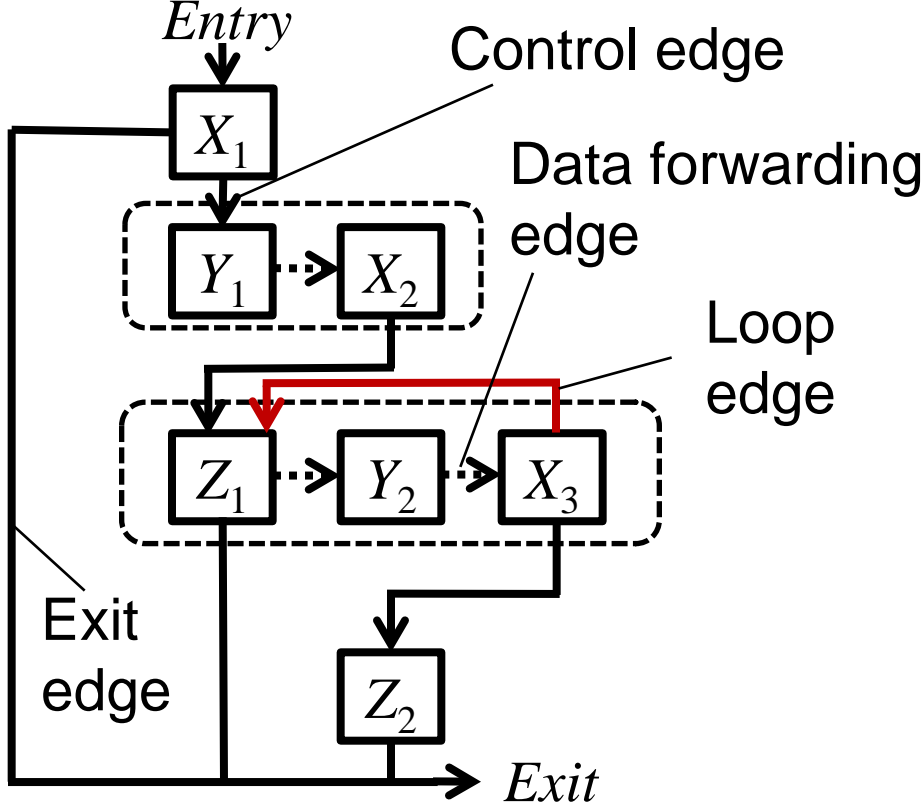 Entry
Control edge
X1
Data forwarding
edge
Y1
X2
Loop
edge
Z1
Y2
X3
Exit
edge
Z2
Exit